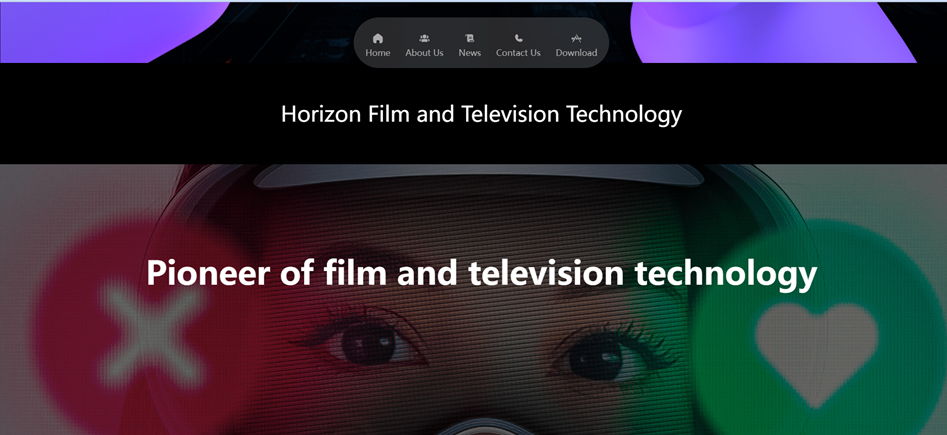 Home About Us News Contact Us Download
Horizon Film and Television Technology
Pioneer of film and television technology